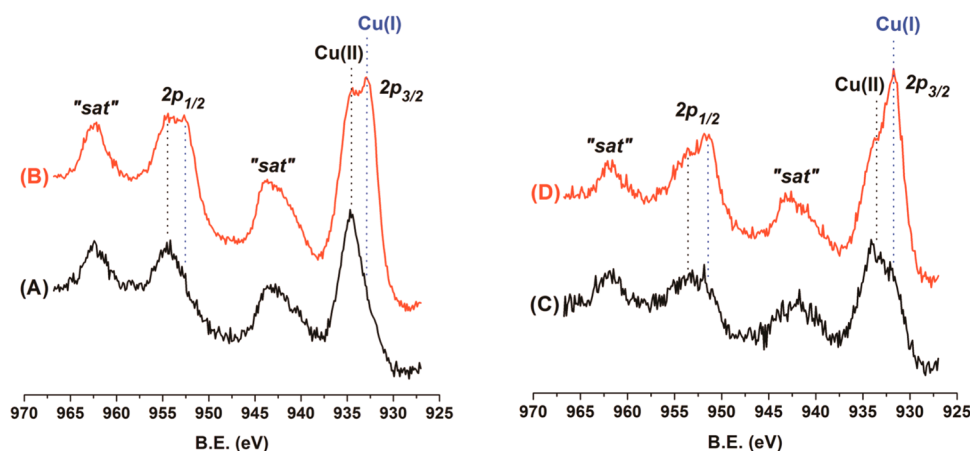 Cu(I)
Cu(II)
2p3/2
2p1/2
"sat"
"sat"
(B)
(A)
970 965 960 955 950 945 940 935 930 925
B.E. (eV)
Cu(I)
Cu(II)
2p3/2
2p1/2
"sat"
"sat"
(D)
(C)
970 965 960 955 950 945 940 935 930 925
B.E. (eV)